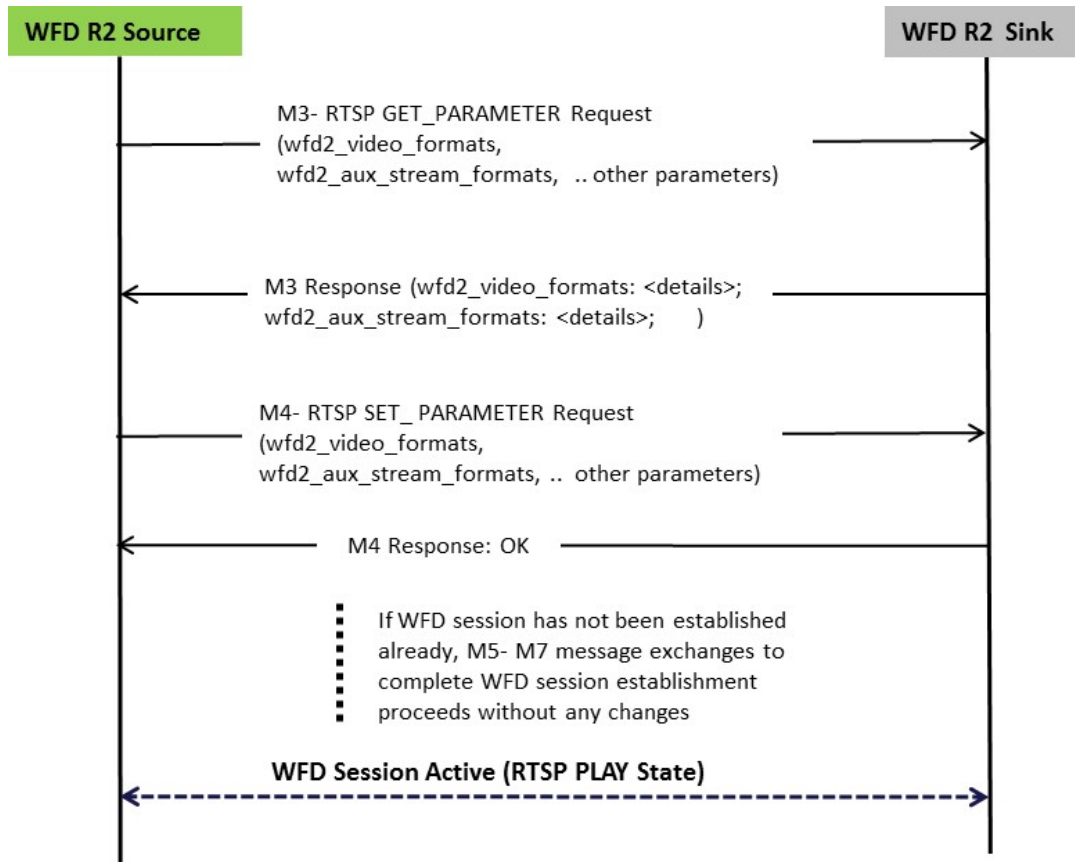 WFD R2 Source
WFD R2 Sink
M3- RTSP GET_PARAMETER Request
(wfd2_video_formats,
wfd2_aux_stream_formats, .. other parameters)
M3 Response (wfd2_video_formats: <details>;
wfd2_aux_stream_formats: <details>; )
M4- RTSP SET_ PARAMETER Request
(wfd2_video_formats,
wfd2_aux_stream_formats, .. other parameters)
M4 Response: OK
If WFD session has not been established
already, M5- M7 message exchanges to
complete WFD session establishment
proceeds without any changes
WFD Session Active (RTSP PLAY State)